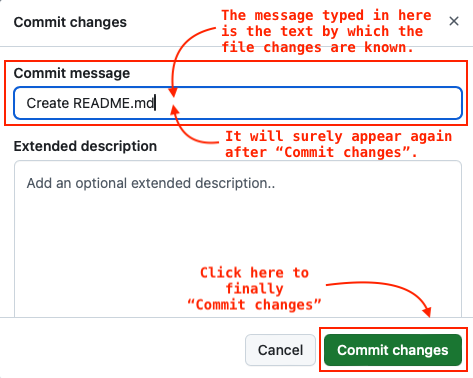 Commit changes
×
The message typed in here
is the text by which the
file changes are known.
Commit message
Create README.md
It will surely appear again
after “Commit changes”.
Extended description
Add an optional extended description..
Click here to
finally
“Commit changes”
Cancel
Commit changes